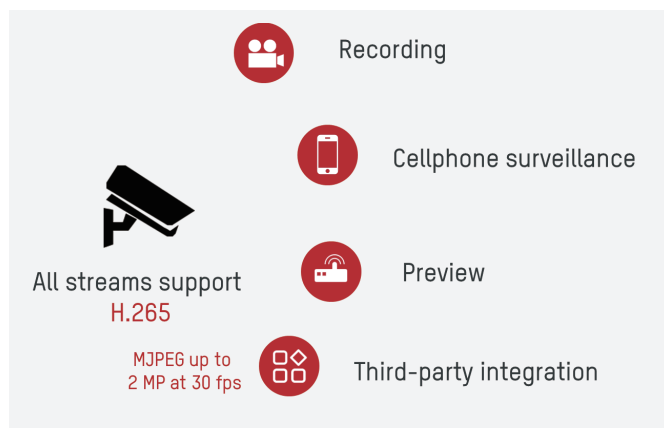 Recording
Cellphone surveillance
All streams support
H.265
Preview
MJPEG up to
2 MP at 30 fps
Third-party integration